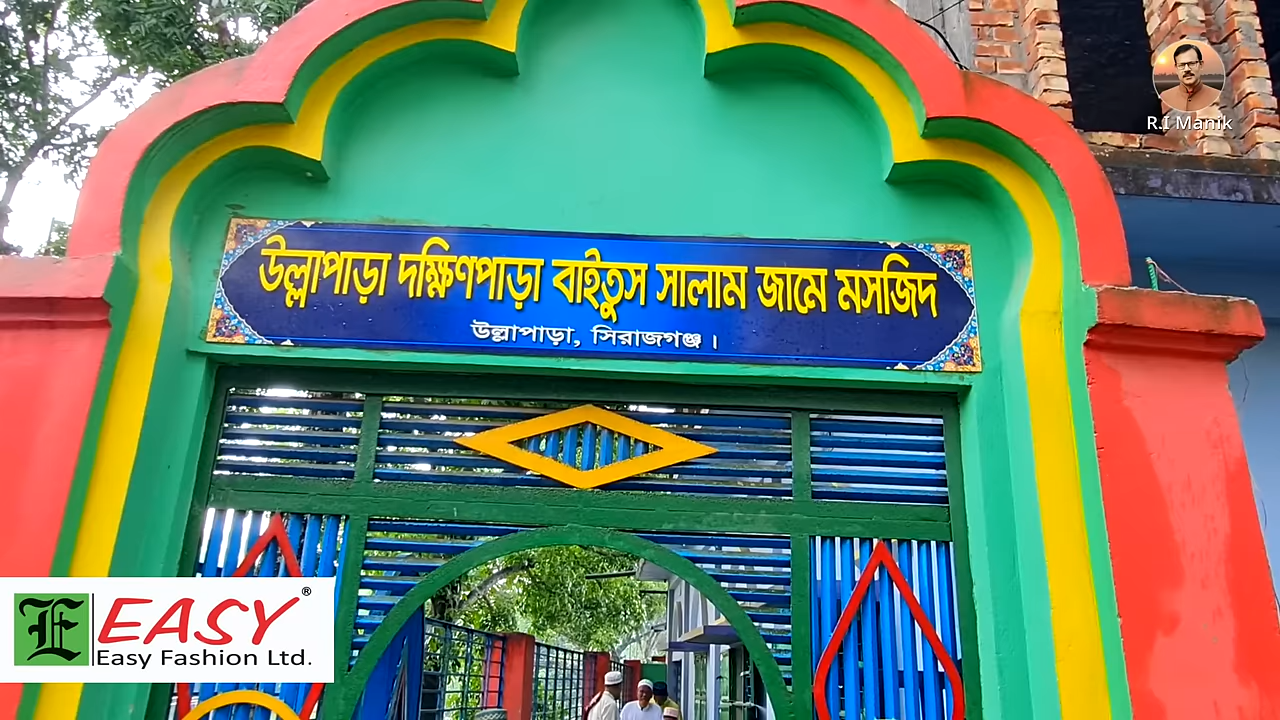 R.I Manik
উল্লাপাড়া দক্ষিণপাড়া বাইতুস সালাম জামে মসজিদ
উল্লাপাড়া, সিরাজগঞ্জ।
E EASY®
Easy Fashion Ltd.